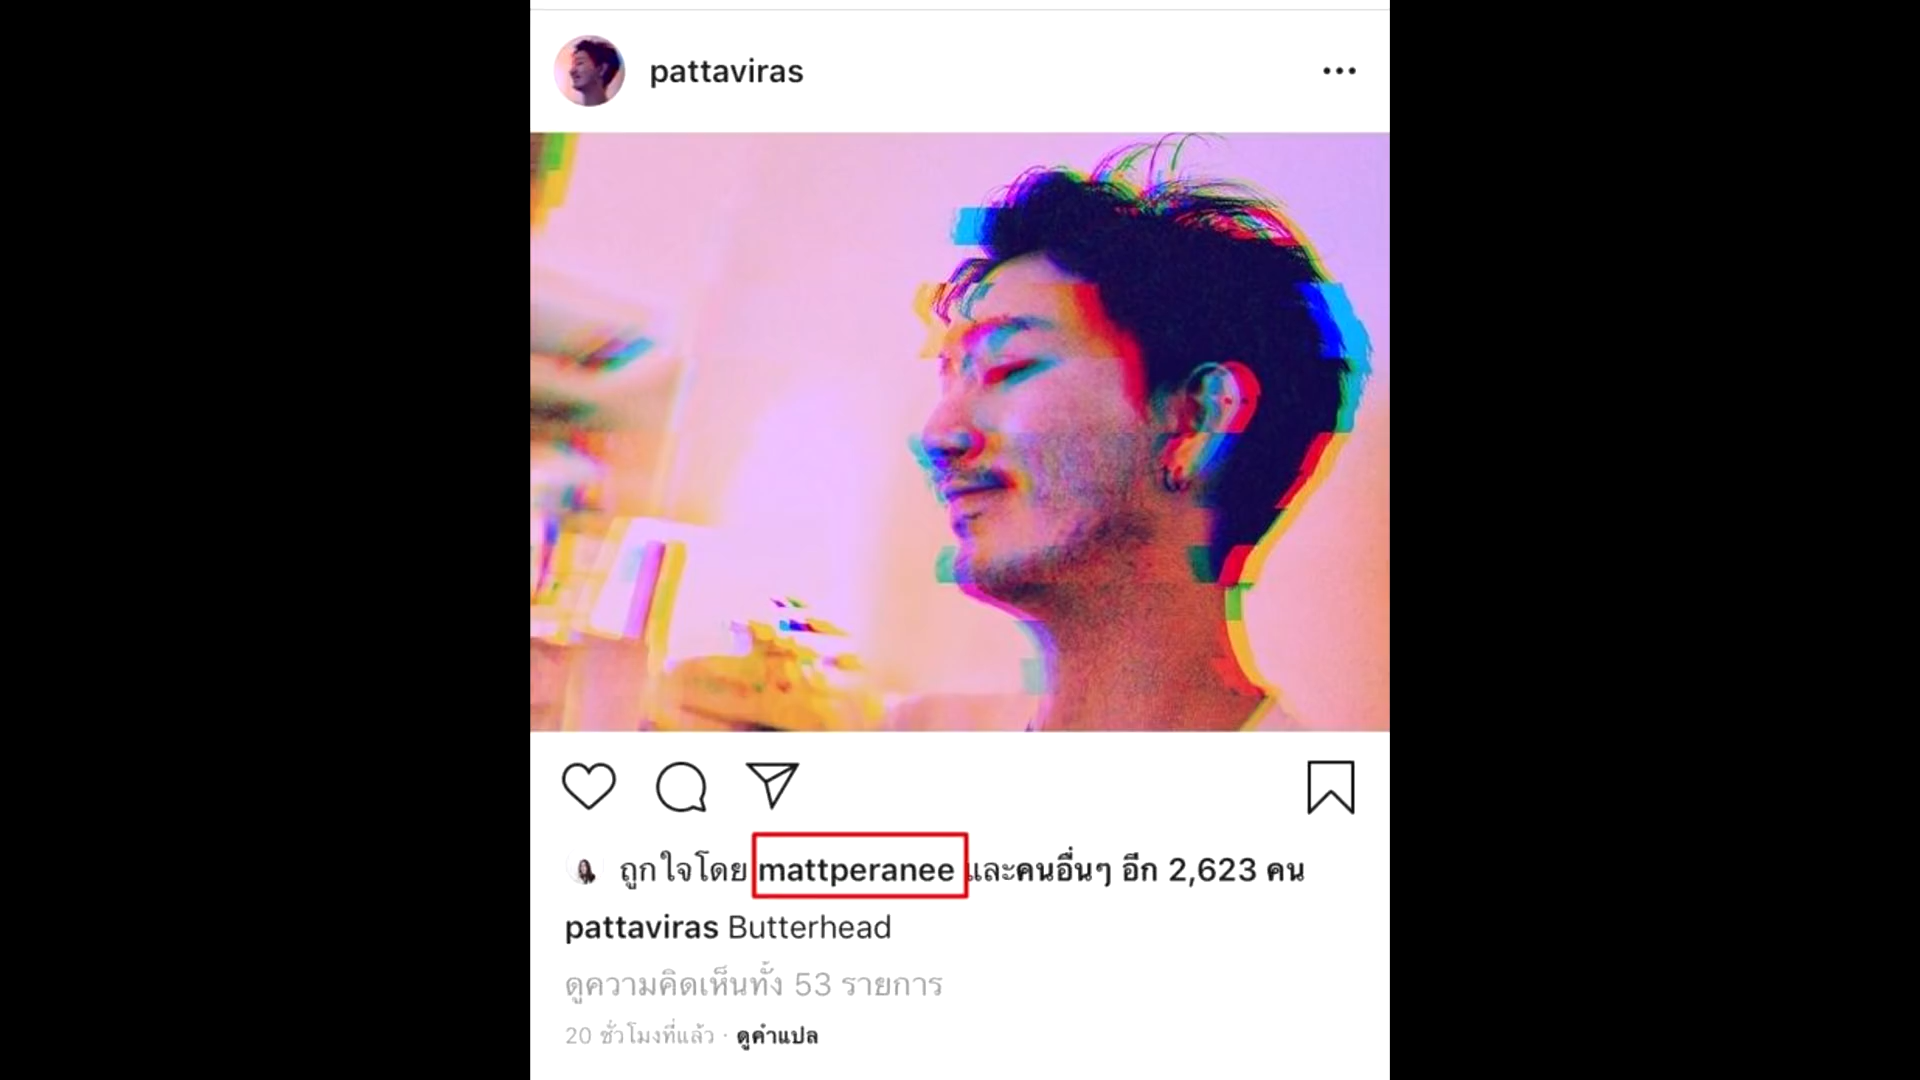 pattaviras
ถูกใจโดย mattperanee และคนอื่นๆ อีก 2,623 คน
pattaviras Butterhead
ดูความคิดเห็นทั้ง 53 รายการ
20 ชั่วโมงที่แล้ว · ดูคำแปล